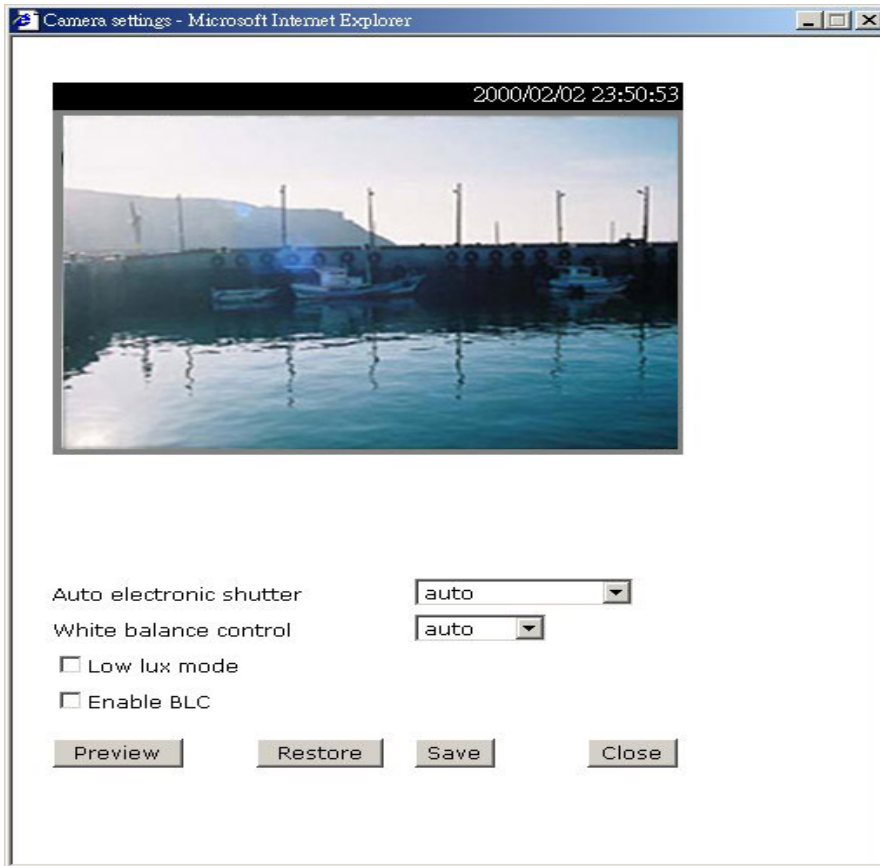 Camera settings - Microsoft Internet Explorer
2000/02/02 23:50:53
Auto electronic shutter auto
White balance control auto
Low lux mode
Enable BLC
Preview Restore Save Close